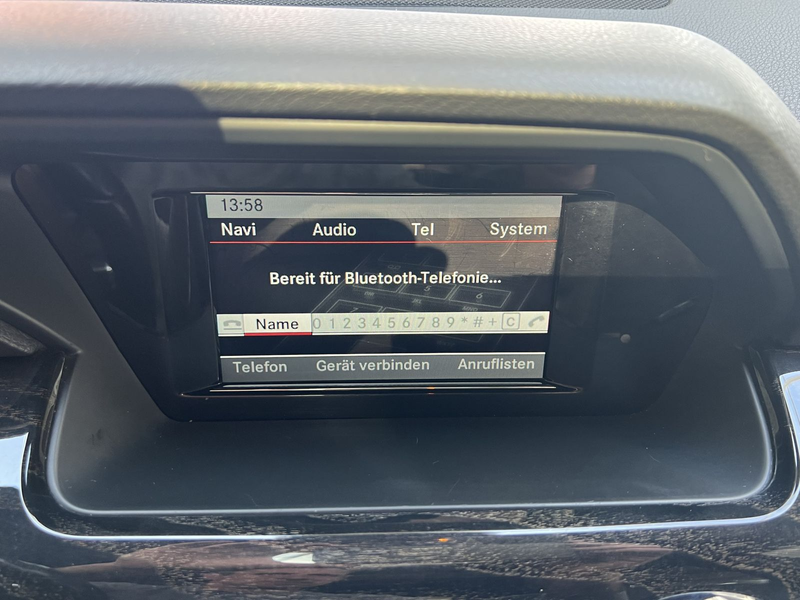 13:58
Navi Audio Tel System
Bereit für Bluetooth-Telefonie...
Name 0 1 2 3 4 5 6 7 8 9 * # + C
Telefon Gerät verbinden Anruflisten